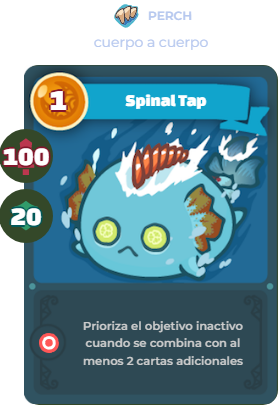 PERCH
cuerpo a cuerpo
1
Spinal Tap
100
20
Prioriza el objetivo inactivo
cuando se combina con al
menos 2 cartas adicionales